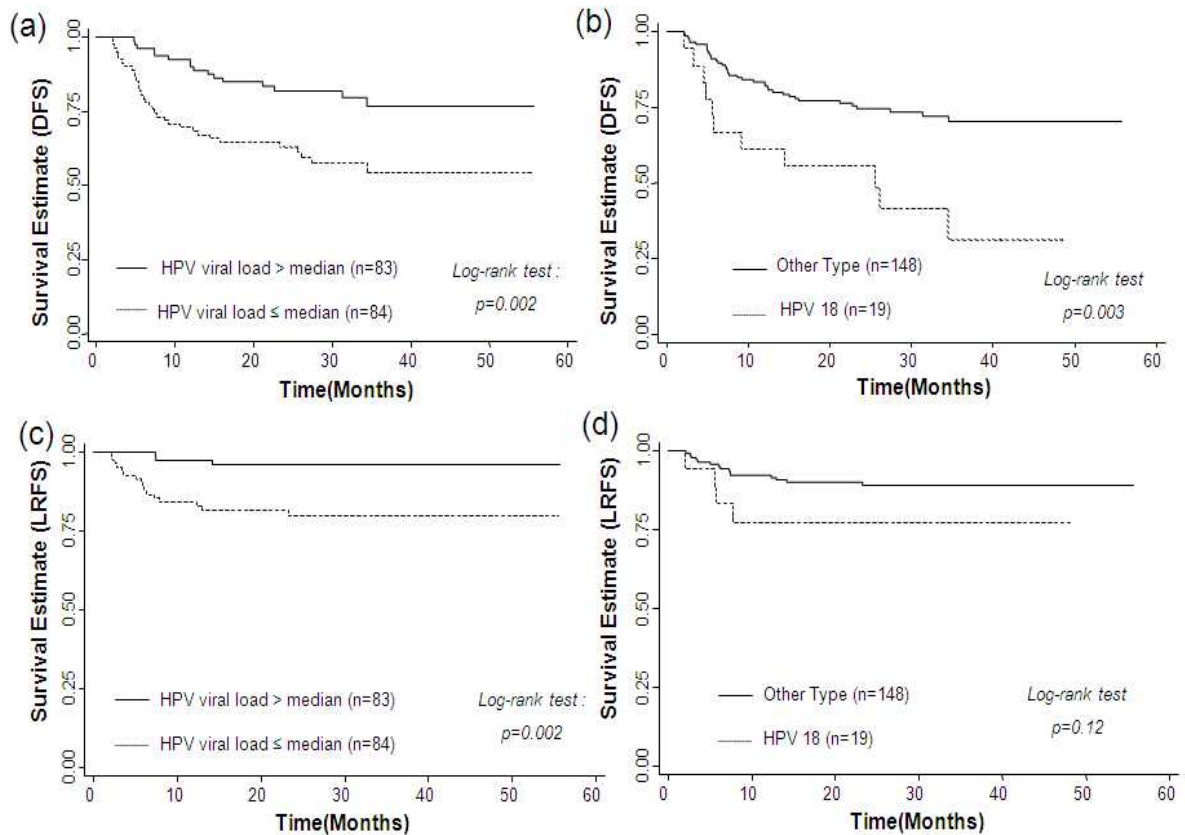 (a)
Survival Estimate (DFS)
1.00
0.75
0.50
0.25
0.00
HPV viral load > median (n=83)
HPV viral load ≤ median (n=84)
Log-rank test :
p=0.002
0 10 20 30 40 50 60
Time(Months)
(b)
Survival Estimate (DFS)
1.00
0.75
0.50
0.25
0.00
Other Type (n=148)
HPV 18 (n=19)
Log-rank test
p=0.003
0 10 20 30 40 50 60
Time(Months)
(c)
Survival Estimate (LRFS)
1.00
0.75
0.50
0.25
0.00
HPV viral load > median (n=83)
HPV viral load ≤ median (n=84)
Log-rank test :
p=0.002
0 10 20 30 40 50 60
Time(Months)
(d)
Survival Estimate (LRFS)
1.00
0.75
0.50
0.25
0.00
Other Type (n=148)
HPV 18 (n=19)
Log-rank test
p=0.12
0 10 20 30 40 50 60
Time(Months)